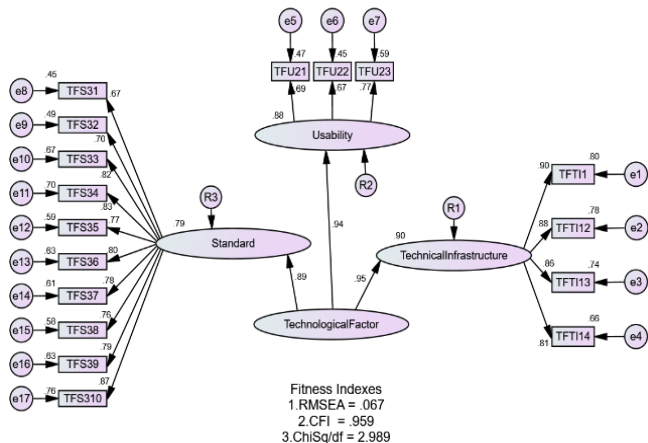 e5 e6 e7
.47 .45 .59
TFU21 TFU22 TFU23
.69 .67 .77
.88
Usability
R2
.45
e8 TFS31 .67
.49
e9 TFS32
.70
.67
e10 TFS33
.82
.70
e11 TFS34
.83
.59
e12 TFS35 .77
.63
e13 TFS36 .80
.61
e14 TFS37 .78
.58
e15 TFS38 .76
.63
e16 TFS39 .79
.76
e17 TFS310 .87
R3
.79
Standard
.89
.94
.95
TechnologicalFactor
R1
.90
TechnicalInfrastructure
.90
.80
TFTI1 e1
.88
.78
TFTI12 e2
.86
.74
TFTI13 e3
.81
.66
TFTI14 e4
Fitness Indexes
1.RMSEA = .067
2.CFI = .959
3.ChiSq/df = 2.989